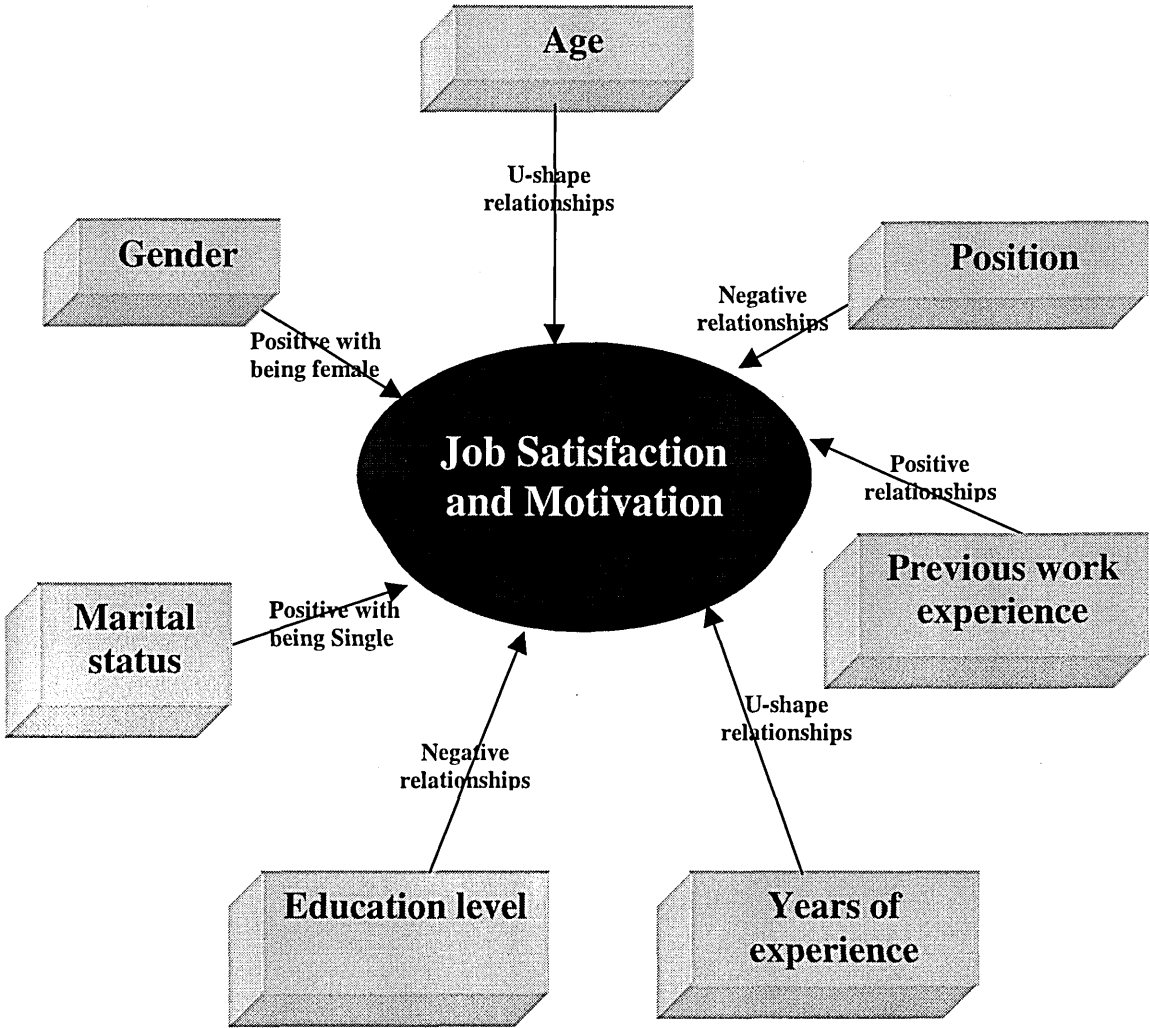 Age
U-shape
relationships
Gender
Positive with
being female
Position
Negative
relationships
Job Satisfaction
and Motivation
Positive
relationships
Previous work
experience
Marital
status
Positive with
being Single
Negative
relationships
Education level
U-shape
relationships
Years of
experience